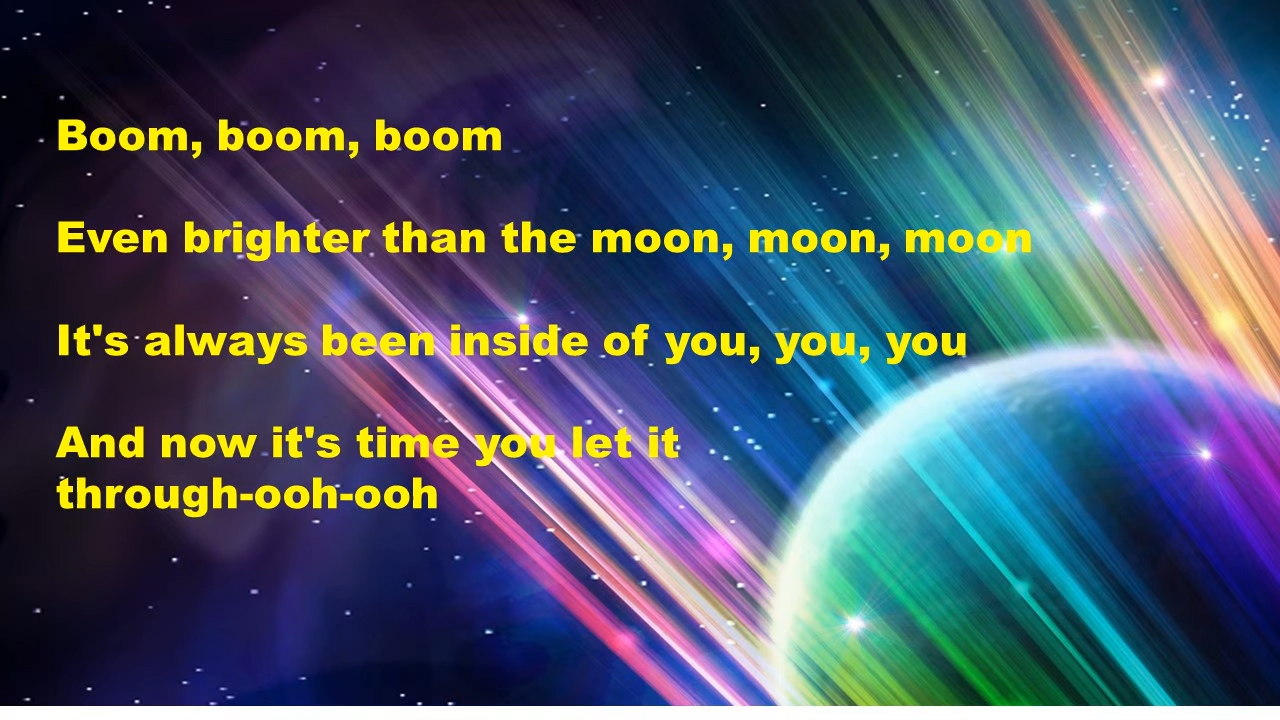 Boom, boom, boom
Even brighter than the moon, moon, moon
It's always been inside of you, you, you
And now it's time you let it
through-ooh-ooh